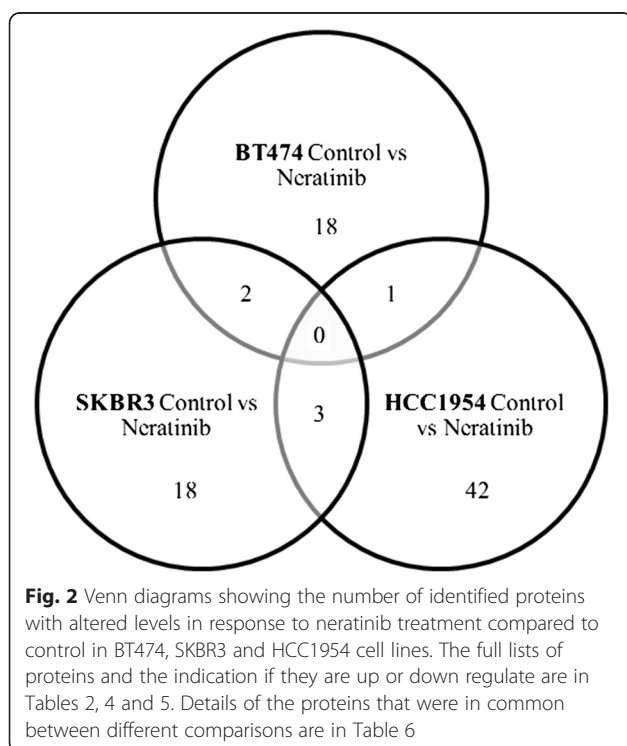 BT474 Control vs
Neratinib
18
2
1
0
SKBR3 Control vs
Neratinib
3
HCC1954 Control
vs Neratinib
18
42
Fig. 2 Venn diagrams showing the number of identified proteins
with altered levels in response to neratinib treatment compared to
control in BT474, SKBR3 and HCC1954 cell lines. The full lists of
proteins and the indication if they are up or down regulate are in
Tables 2, 4 and 5. Details of the proteins that were in common
between different comparisons are in Table 6